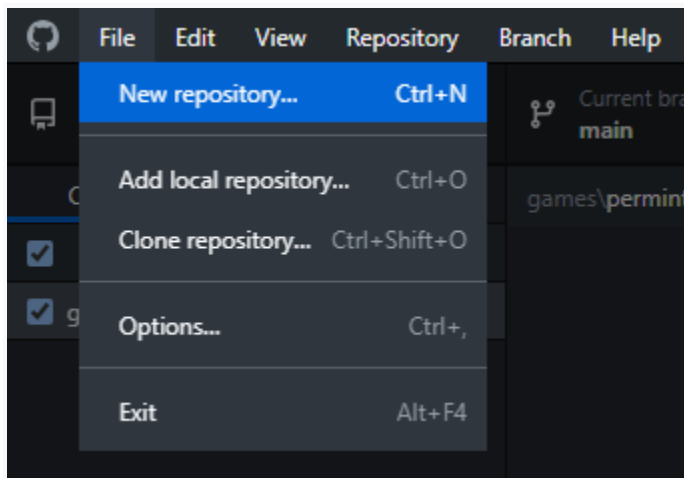 File Edit View Repository Branch Help
New repository... Ctrl+N
Current bra
main
Add local repository... Ctrl+O
games\permint
Clone repository... Ctrl+Shift+O
Options... Ctrl+,
Exit Alt+F4